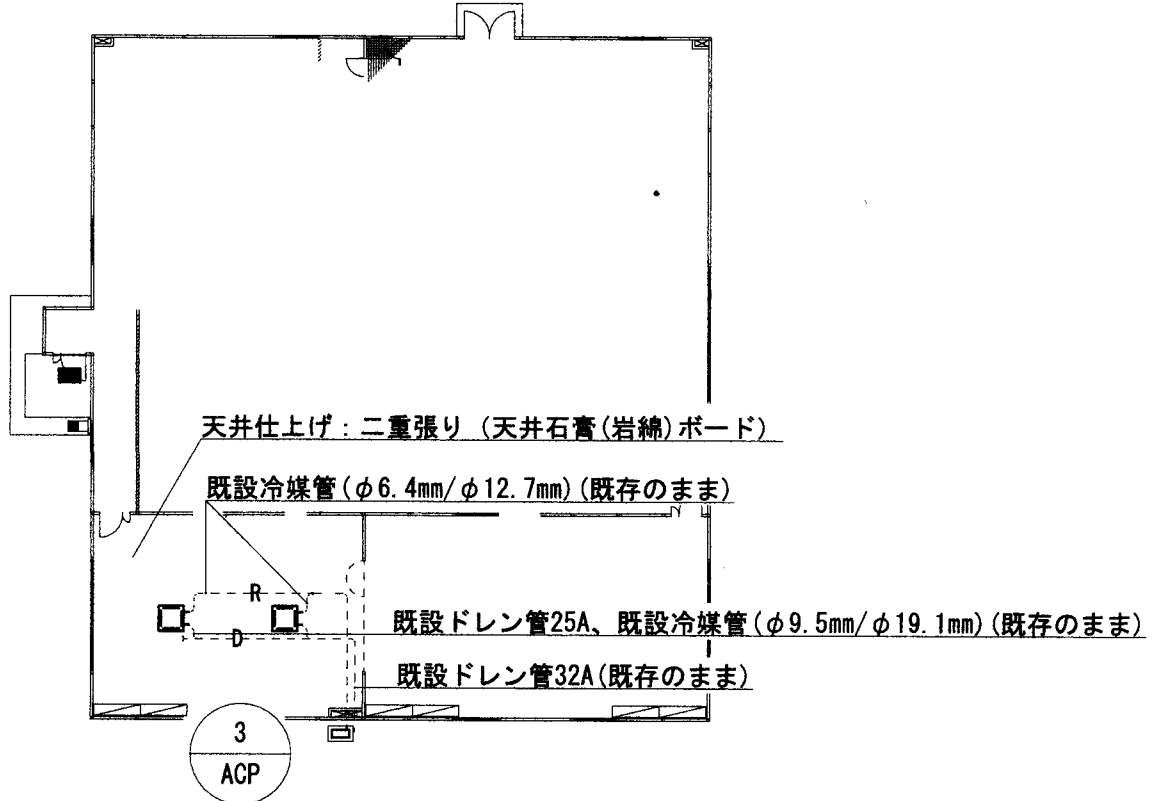 天井仕上げ：二重張り（天井石膏(岩綿)ボード）
既設冷媒管(φ6.4mm/φ12.7mm)(既存のまま)
R
既設ドレン管25A、既設冷媒管(φ9.5mm/φ19.1mm)(既存のまま)
D
既設ドレン管32A(既存のまま)
3
ACP